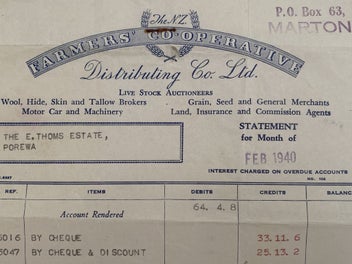 P.O. Box 63,
MARTON
The N.Z.
FARMERS' CO-OPERATIVE
Distributing Co. Ltd.
LIVE STOCK AUCTIONEERS
Wool, Hide, Skin and Tallow Brokers Grain, Seed and General Merchants
Motor Car and Machinery Land, Insurance and Commission Agents
THE E.THOMS ESTATE,
POREWA
STATEMENT
for Month of
FEB 1940
INTEREST CHARGED ON OVERDUE ACCOUNTS
REF. ITEMS DEBITS CREDITS BALANC
Account Rendered 64. 4.8
5016 BY CHEQUE 33.11. 6
5047 BY CHEQUE & DISCOUNT 25.13. 2